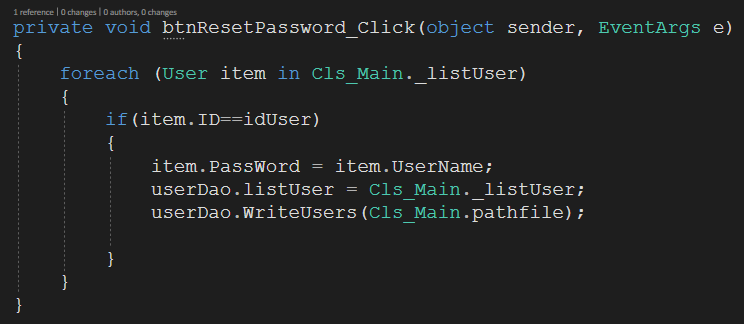 1 reference | 0 changes | 0 authors, 0 changes
private void btnResetPassword_Click(object sender, EventArgs e)
{
    foreach (User item in Cls_Main._listUser)
    {
        if(item.ID==idUser)
        {
            item.PassWord = item.UserName;
            userDao.listUser = Cls_Main._listUser;
            userDao.WriteUsers(Cls_Main.pathfile);

        }
    }
}